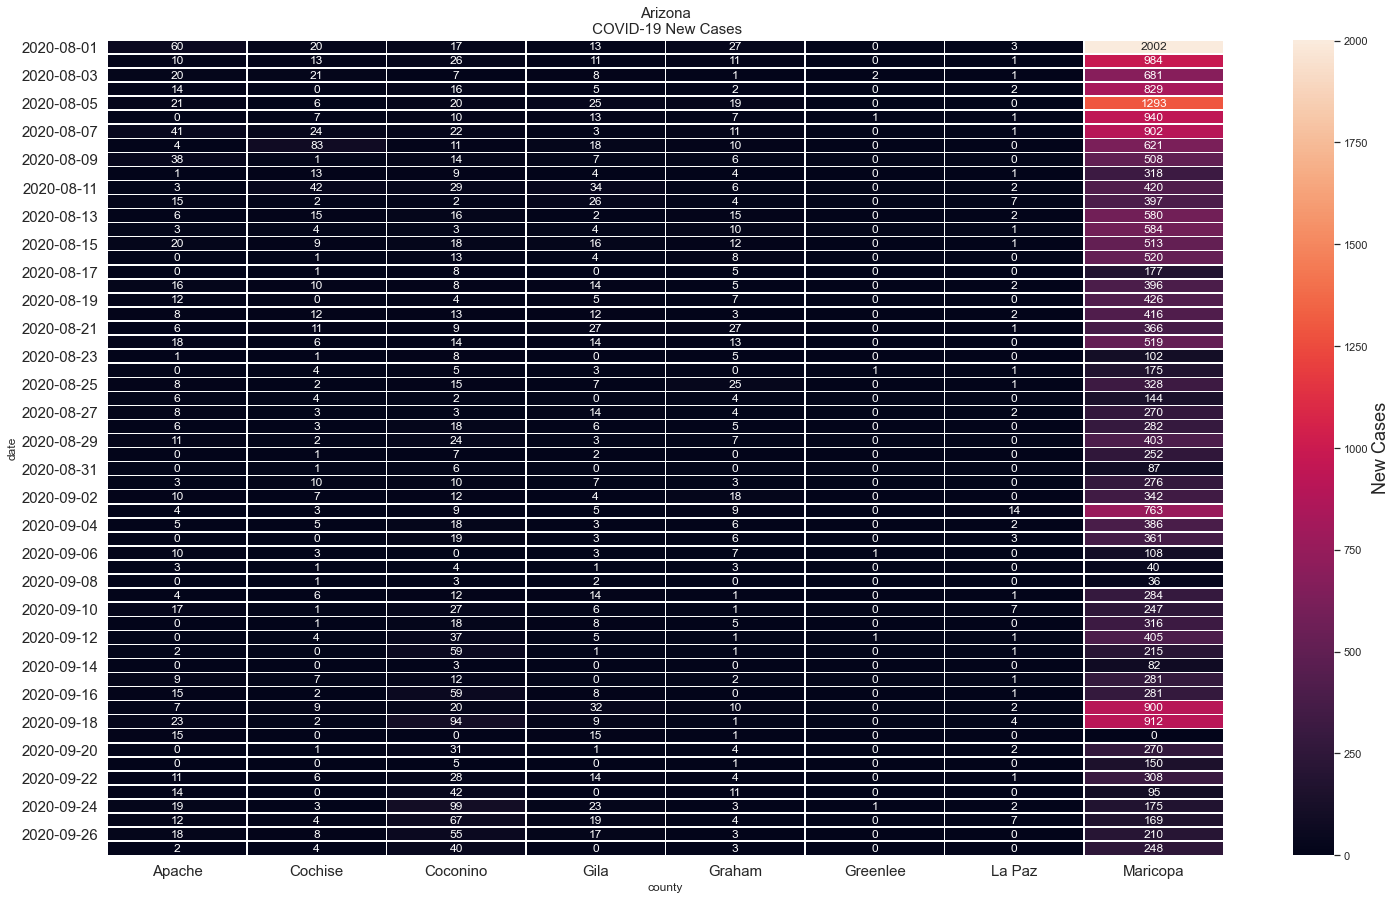 Arizona
COVID-19 New Cases
2020-08-01 60 20 17 13 27 0 3 2002
10 13 26 11 11 0 1 984
2020-08-03 20 21 7 8 1 2 1 681
14 0 16 5 2 0 2 829
2020-08-05 21 6 20 25 19 0 0 1293
0 7 10 13 7 1 1 940
2020-08-07 41 24 22 3 11 0 1 902
4 83 11 18 10 0 0 621
2020-08-09 38 1 14 7 6 0 0 508
1 13 9 4 4 0 1 318
2020-08-11 3 42 29 34 6 0 2 420
15 2 2 26 4 0 7 397
2020-08-13 6 15 16 2 15 0 2 580
3 4 3 4 10 0 1 584
2020-08-15 20 9 18 16 12 0 1 513
0 1 13 4 8 0 0 520
2020-08-17 0 1 8 0 5 0 0 177
16 10 8 14 5 0 2 396
2020-08-19 12 0 4 5 7 0 0 426
8 12 13 12 3 0 2 416
2020-08-21 6 11 9 27 27 0 1 366
18 6 14 14 13 0 0 519
2020-08-23 1 1 8 0 5 0 0 102
0 4 5 3 0 1 1 175
2020-08-25 8 2 15 7 25 0 1 328
6 4 2 0 4 0 0 144
2020-08-27 8 3 3 14 4 0 2 270
6 3 18 6 5 0 0 282
2020-08-29 11 2 24 3 7 0 0 403
0 1 7 2 0 0 0 252
2020-08-31 0 1 6 0 0 0 0 87
3 10 10 7 3 0 0 276
2020-09-02 10 7 12 4 18 0 0 342
4 3 9 5 9 0 14 763
2020-09-04 5 5 18 3 6 0 2 386
0 0 19 3 6 0 3 361
2020-09-06 10 3 0 3 7 1 0 108
3 1 4 1 3 0 0 40
2020-09-08 0 1 3 2 0 0 0 36
4 6 12 14 1 0 1 284
2020-09-10 17 1 27 6 1 0 7 247
0 1 18 8 5 0 0 316
2020-09-12 0 4 37 5 1 1 1 405
2 0 59 1 1 0 1 215
2020-09-14 0 0 3 0 0 0 0 82
9 7 12 0 2 0 1 281
2020-09-16 15 2 59 8 0 0 1 281
7 9 20 32 10 0 2 900
2020-09-18 23 2 94 9 1 0 4 912
15 0 0 15 1 0 0 0
2020-09-20 0 1 31 1 4 0 2 270
0 0 5 0 1 0 0 150
2020-09-22 11 6 28 14 4 0 1 308
14 0 42 0 11 0 0 95
2020-09-24 19 3 99 23 3 1 2 175
12 4 67 19 4 0 7 169
2020-09-26 18 8 55 17 3 0 0 210
2 4 40 0 3 0 0 248
Apache Cochise Coconino Gila Graham Greenlee La Paz Maricopa
county
date
2000
1750
1500
1250
1000
750
500
250
0
New Cases